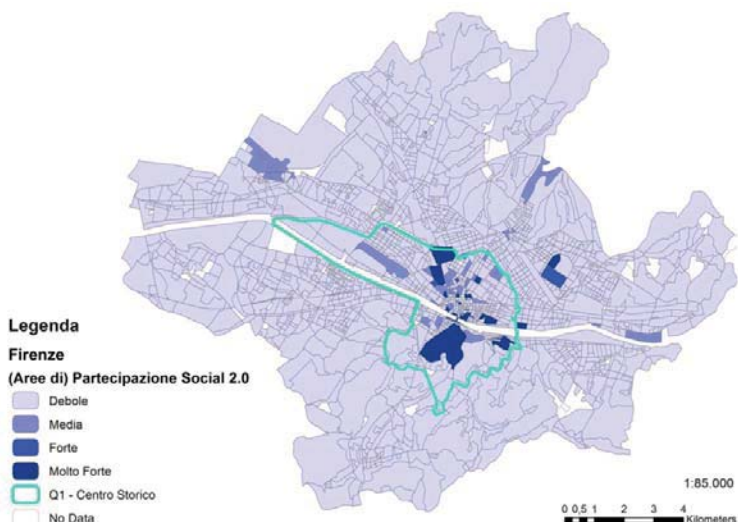 Legenda
Firenze
(Aree di) Partecipazione Social 2.0
Debole
Media
Forte
Molto Forte
Q1 - Centro Storico
No Data
1:85.000
0 0,5 1 2 3 4
Kilometers